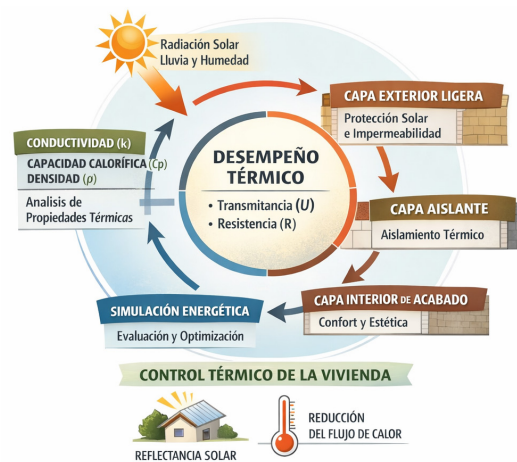 Radiación Solar
Lluvia y Humedad
CAPA EXTERIOR LIGERA
Protección Solar
e Impermeabilidad
CONDUCTIVIDAD (k)
CAPACIDAD CALORÍFICA (Cp)
DENSIDAD (ρ)
Analisis de
Propiedades Térmicas
DESEMPEÑO
TÉRMICO
• Transmitancia (U)
• Resistencia (R)
CAPA AISLANTE
Aislamiento Térmico
CAPA INTERIOR DE ACABADO
Confort y Estética
SIMULACIÓN ENERGÉTICA
Evaluación y Optimización
CONTROL TÉRMICO DE LA VIVIENDA
REFLECTANCIA SOLAR
REDUCCIÓN
DEL FLUJO DE CALOR